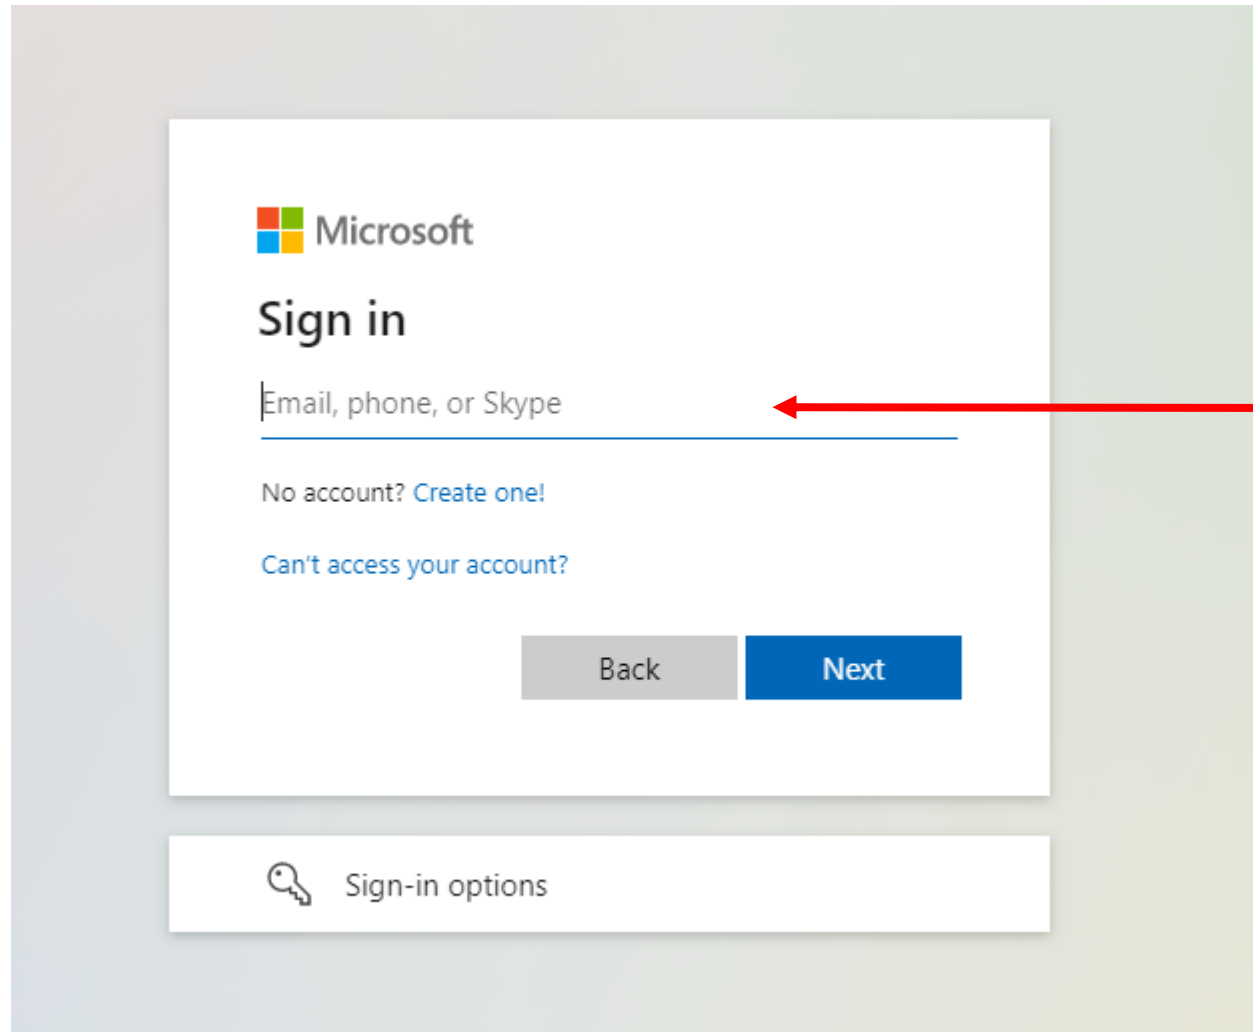 Microsoft
Sign in
Email, phone, or Skype
No account? Create one!
Can't access your account?
Back Next
Sign-in options